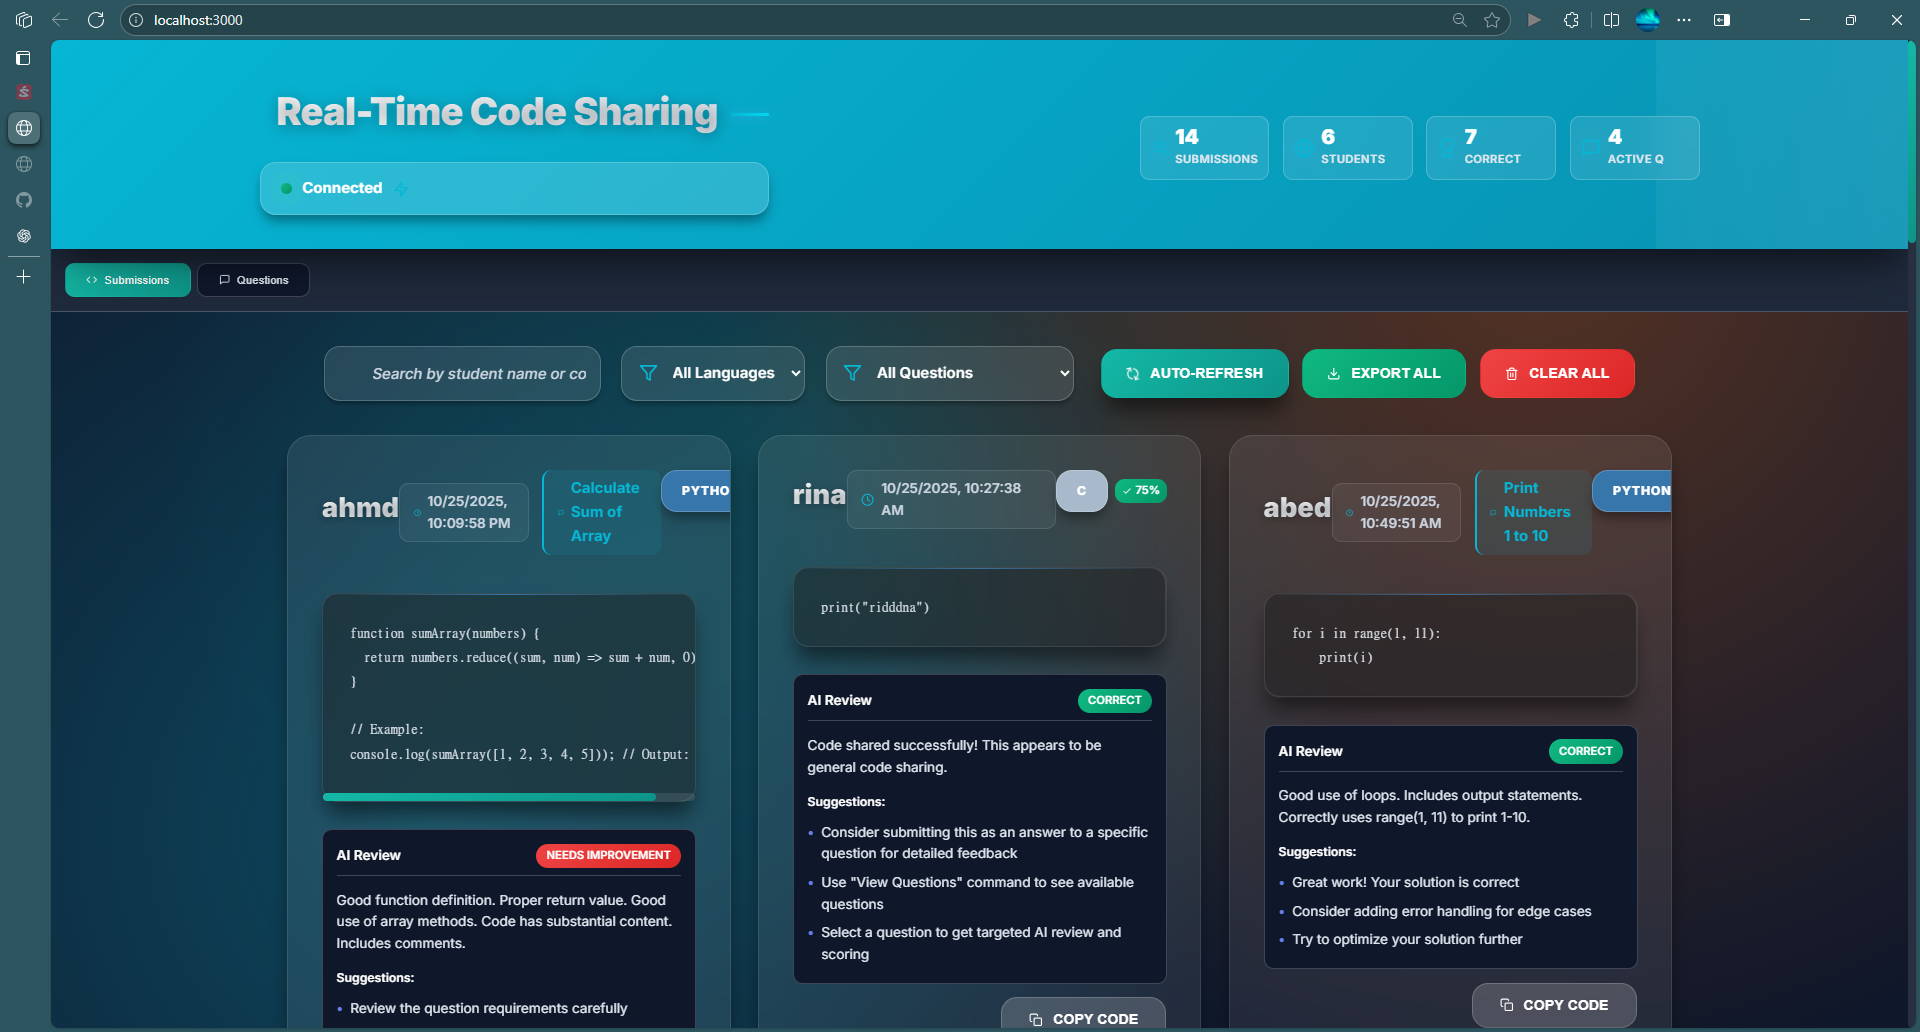 localhost:3000
Real-Time Code Sharing
Connected
14
SUBMISSIONS
6
STUDENTS
7
CORRECT
4
ACTIVE Q
Submissions
Questions
Search by student name or co
All Languages
All Questions
AUTO-REFRESH
EXPORT ALL
CLEAR ALL
ahmd
10/25/2025,
10:09:58 PM
Calculate
Sum of
Array
PYTHO
function sumArray(numbers) {
  return numbers.reduce((sum, num) => sum + num, 0)
}
// Example:
console.log(sumArray([1, 2, 3, 4, 5])); // Output:
AI Review
NEEDS IMPROVEMENT
Good function definition. Proper return value. Good
use of array methods. Code has substantial content.
Includes comments.
Suggestions:
• Review the question requirements carefully
rina
10/25/2025, 10:27:38
AM
C
75%
print("ridddna")
AI Review
CORRECT
Code shared successfully! This appears to be
general code sharing.
Suggestions:
• Consider submitting this as an answer to a specific
question for detailed feedback
• Use "View Questions" command to see available
questions
• Select a question to get targeted AI review and
scoring
COPY CODE
abed
10/25/2025,
10:49:51 AM
Print
Numbers
1 to 10
PYTHON
for i in range(1, 11):
    print(i)
AI Review
CORRECT
Good use of loops. Includes output statements.
Correctly uses range(1, 11) to print 1-10.
Suggestions:
• Great work! Your solution is correct
• Consider adding error handling for edge cases
• Try to optimize your solution further
COPY CODE